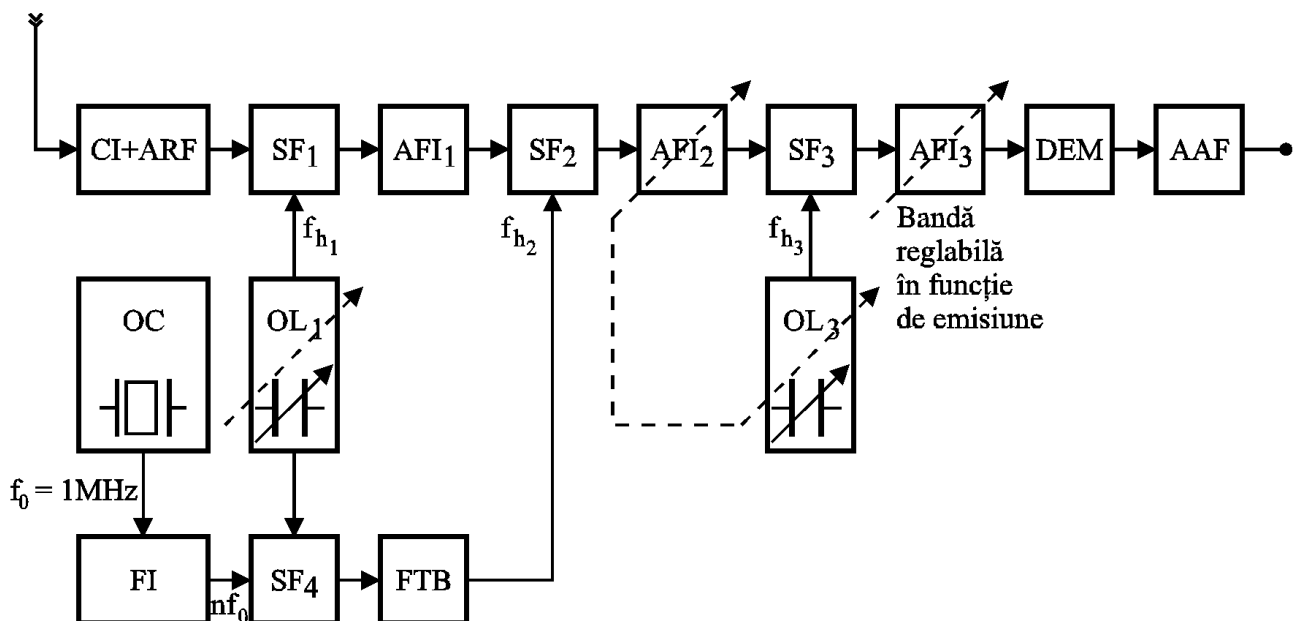 CI+ARF
SF1
AFI1
SF2
AFI2
SF3
AFI3
DEM
AAF
fh1
fh2
fh3
Bandă
reglabilă
în funcție
de emisiune
OC
OL1
OL3
f0 = 1MHz
FI
nf0
SF4
FTB